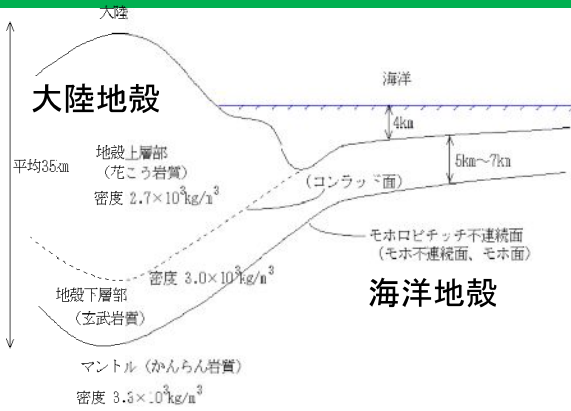 大陸
海洋
大陸地殻
4km
平均35km
地殻上層部
(花こう岩質)
密度 2.7×10³kg/m³
5km～7km
(コンラッド面)
モホロビチッチ不連続面
(モホ不連続面、モホ面)
密度 3.0×10³kg/m³
地殻下層部
(玄武岩質)
海洋地殻
マントル(かんらん岩質)
密度 3.3×10³kg/m³